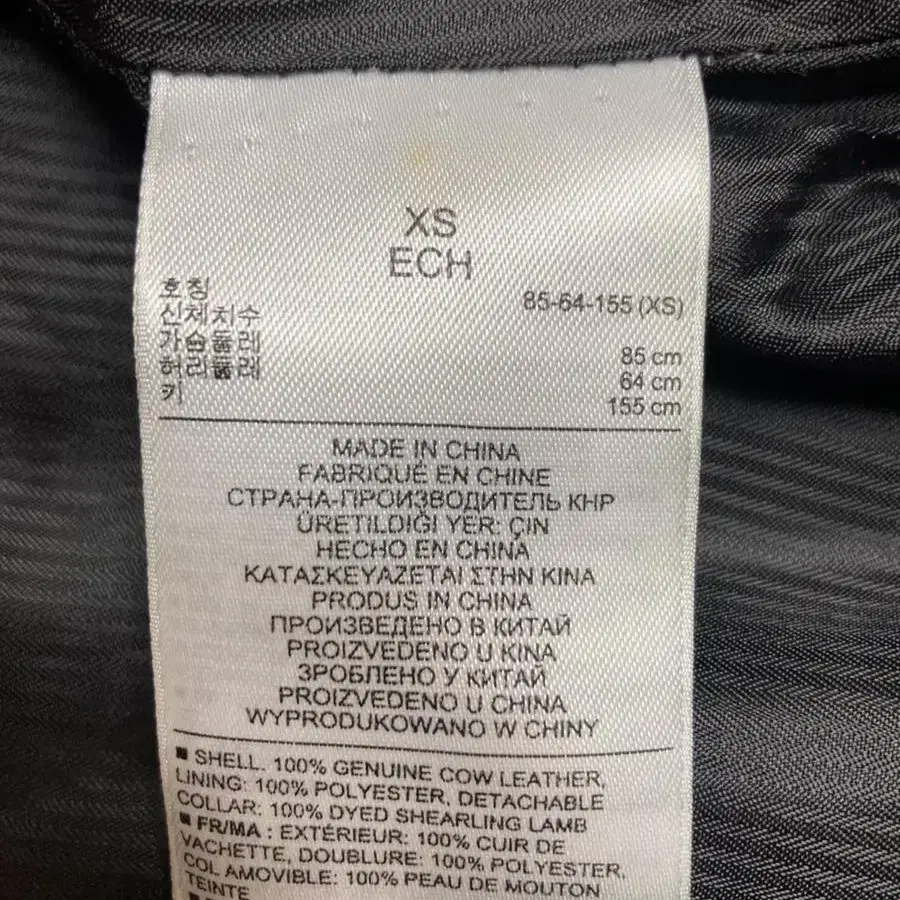 XS
ECH
호칭 85-64-155 (XS)
신체치수
가슴둘레 85 cm
허리둘레 64 cm
키 155 cm
MADE IN CHINA
FABRIQUÉ EN CHINE
СТРАНА-ПРОИЗВОДИТЕЛЬ КНР
ÜRETILDIĞI YER: ÇIN
HECHO EN CHINA
ΚΑΤΑΣΚΕΥΑΖΕΤΑΙ ΣΤΗΝ ΚΙΝΑ
PRODUS IN CHINA
ПРОИЗВЕДЕНО В КИТАЙ
PROIZVEDENO U KINA
ЗРОБЛЕНО У КИТАЙ
PROIZVEDENO U CHINA
WYPRODUKOWANO W CHINY
■ SHELL. 100% GENUINE COW LEATHER,
LINING: 100% POLYESTER, DETACHABLE
COLLAR: 100% DYED SHEARLING LAMB
■ FR/MA : EXTÉRIEUR: 100% CUIR DE
VACHETTE, DOUBLURE: 100% POLYESTER,
COL AMOVIBLE: 100% PEAU DE MOUTON
TEINTE